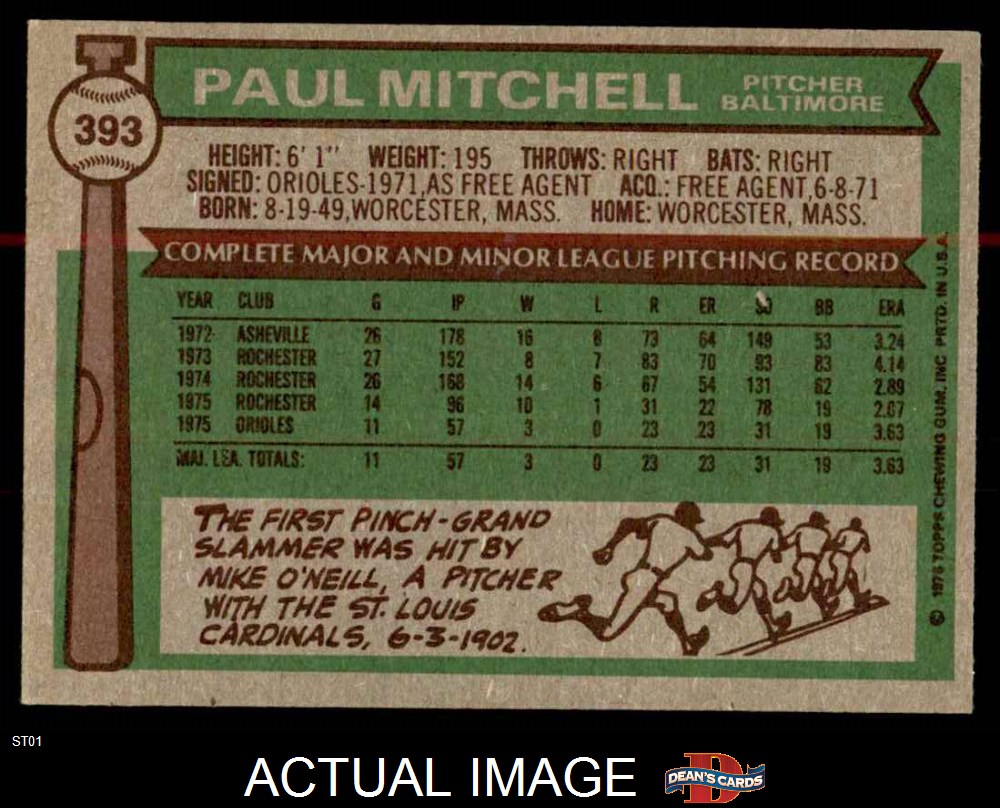 393
PAUL MITCHELL
PITCHER
BALTIMORE
HEIGHT: 6' 1" WEIGHT: 195 THROWS: RIGHT BATS: RIGHT
SIGNED: ORIOLES-1971,AS FREE AGENT ACQ.: FREE AGENT,6-8-71
BORN: 8-19-49,WORCESTER, MASS. HOME: WORCESTER, MASS.
COMPLETE MAJOR AND MINOR LEAGUE PITCHING RECORD
YEAR CLUB G IP W L R ER SO BB ERA
1972 ASHEVILLE 26 178 16 8 73 64 149 53 3.24
1973 ROCHESTER 27 152 8 7 83 70 93 83 4.14
1974 ROCHESTER 26 168 14 6 67 54 131 62 2.89
1975 ROCHESTER 14 96 10 1 31 22 78 19 2.07
1975 ORIOLES 11 57 3 0 23 23 31 19 3.63
MAJ. LEA. TOTALS: 11 57 3 0 23 23 31 19 3.63
THE FIRST PINCH-GRAND
SLAMMER WAS HIT BY
MIKE O'NEILL, A PITCHER
WITH THE ST. LOUIS
CARDINALS, 6-3-1902.
© 1976 TOPPS CHEWING GUM, INC PRTD. IN U.S.A.
ST01
ACTUAL IMAGE
DEAN'S CARDS